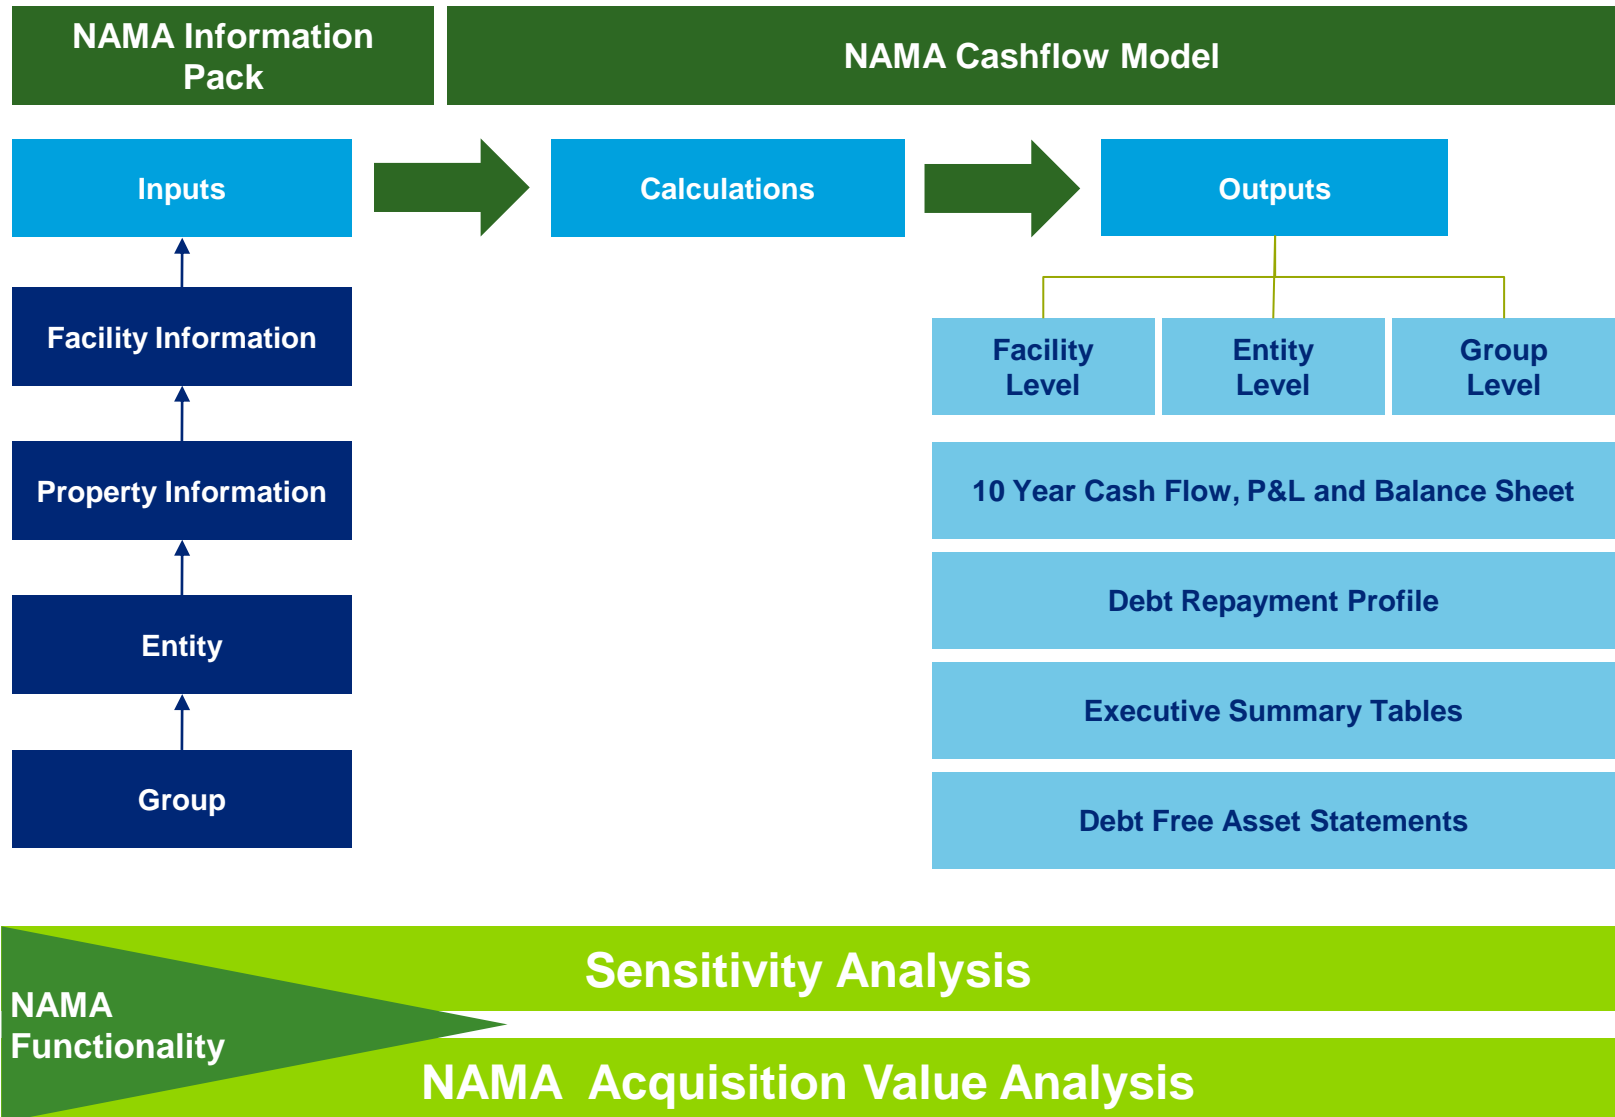 NAMA Information
Pack
NAMA Cashflow Model
Inputs
Calculations
Outputs
Facility Information
Property Information
Entity
Group
Facility
Level
Entity
Level
Group
Level
10 Year Cash Flow, P&L and Balance Sheet
Debt Repayment Profile
Executive Summary Tables
Debt Free Asset Statements
NAMA
Functionality
Sensitivity Analysis
NAMA Acquisition Value Analysis